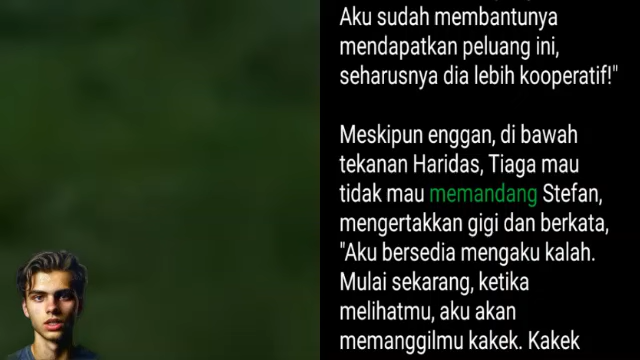 Aku sudah membantunya
mendapatkan peluang ini,
seharusnya dia lebih kooperatif!"
Meskipun enggan, di bawah
tekanan Haridas, Tiaga mau
tidak mau memandang Stefan,
mengertakkan gigi dan berkata,
"Aku bersedia mengaku kalah.
Mulai sekarang, ketika
melihatmu, aku akan
memanggilmu kakek. Kakek